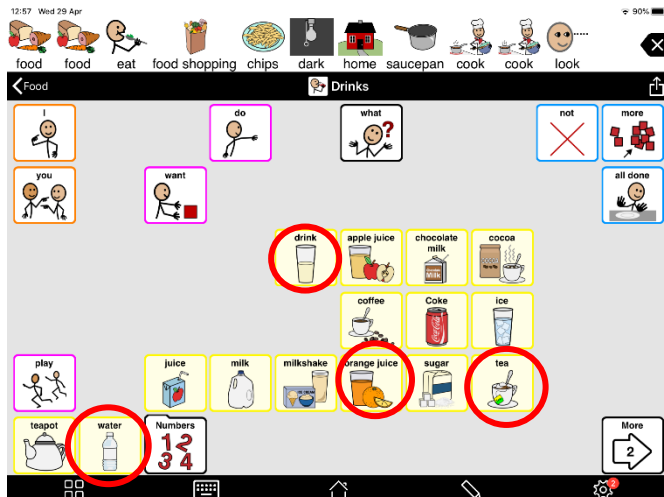 12:57 Wed 29 Apr
90%
food food eat food shopping chips dark home saucepan cook cook look
Food
Drinks
I do what not more
you want all done
drink apple juice chocolate milk cocoa
coffee Coke ice
play juice milk milkshake orange juice sugar tea
teapot water Numbers More
1 2
3 4
2
2